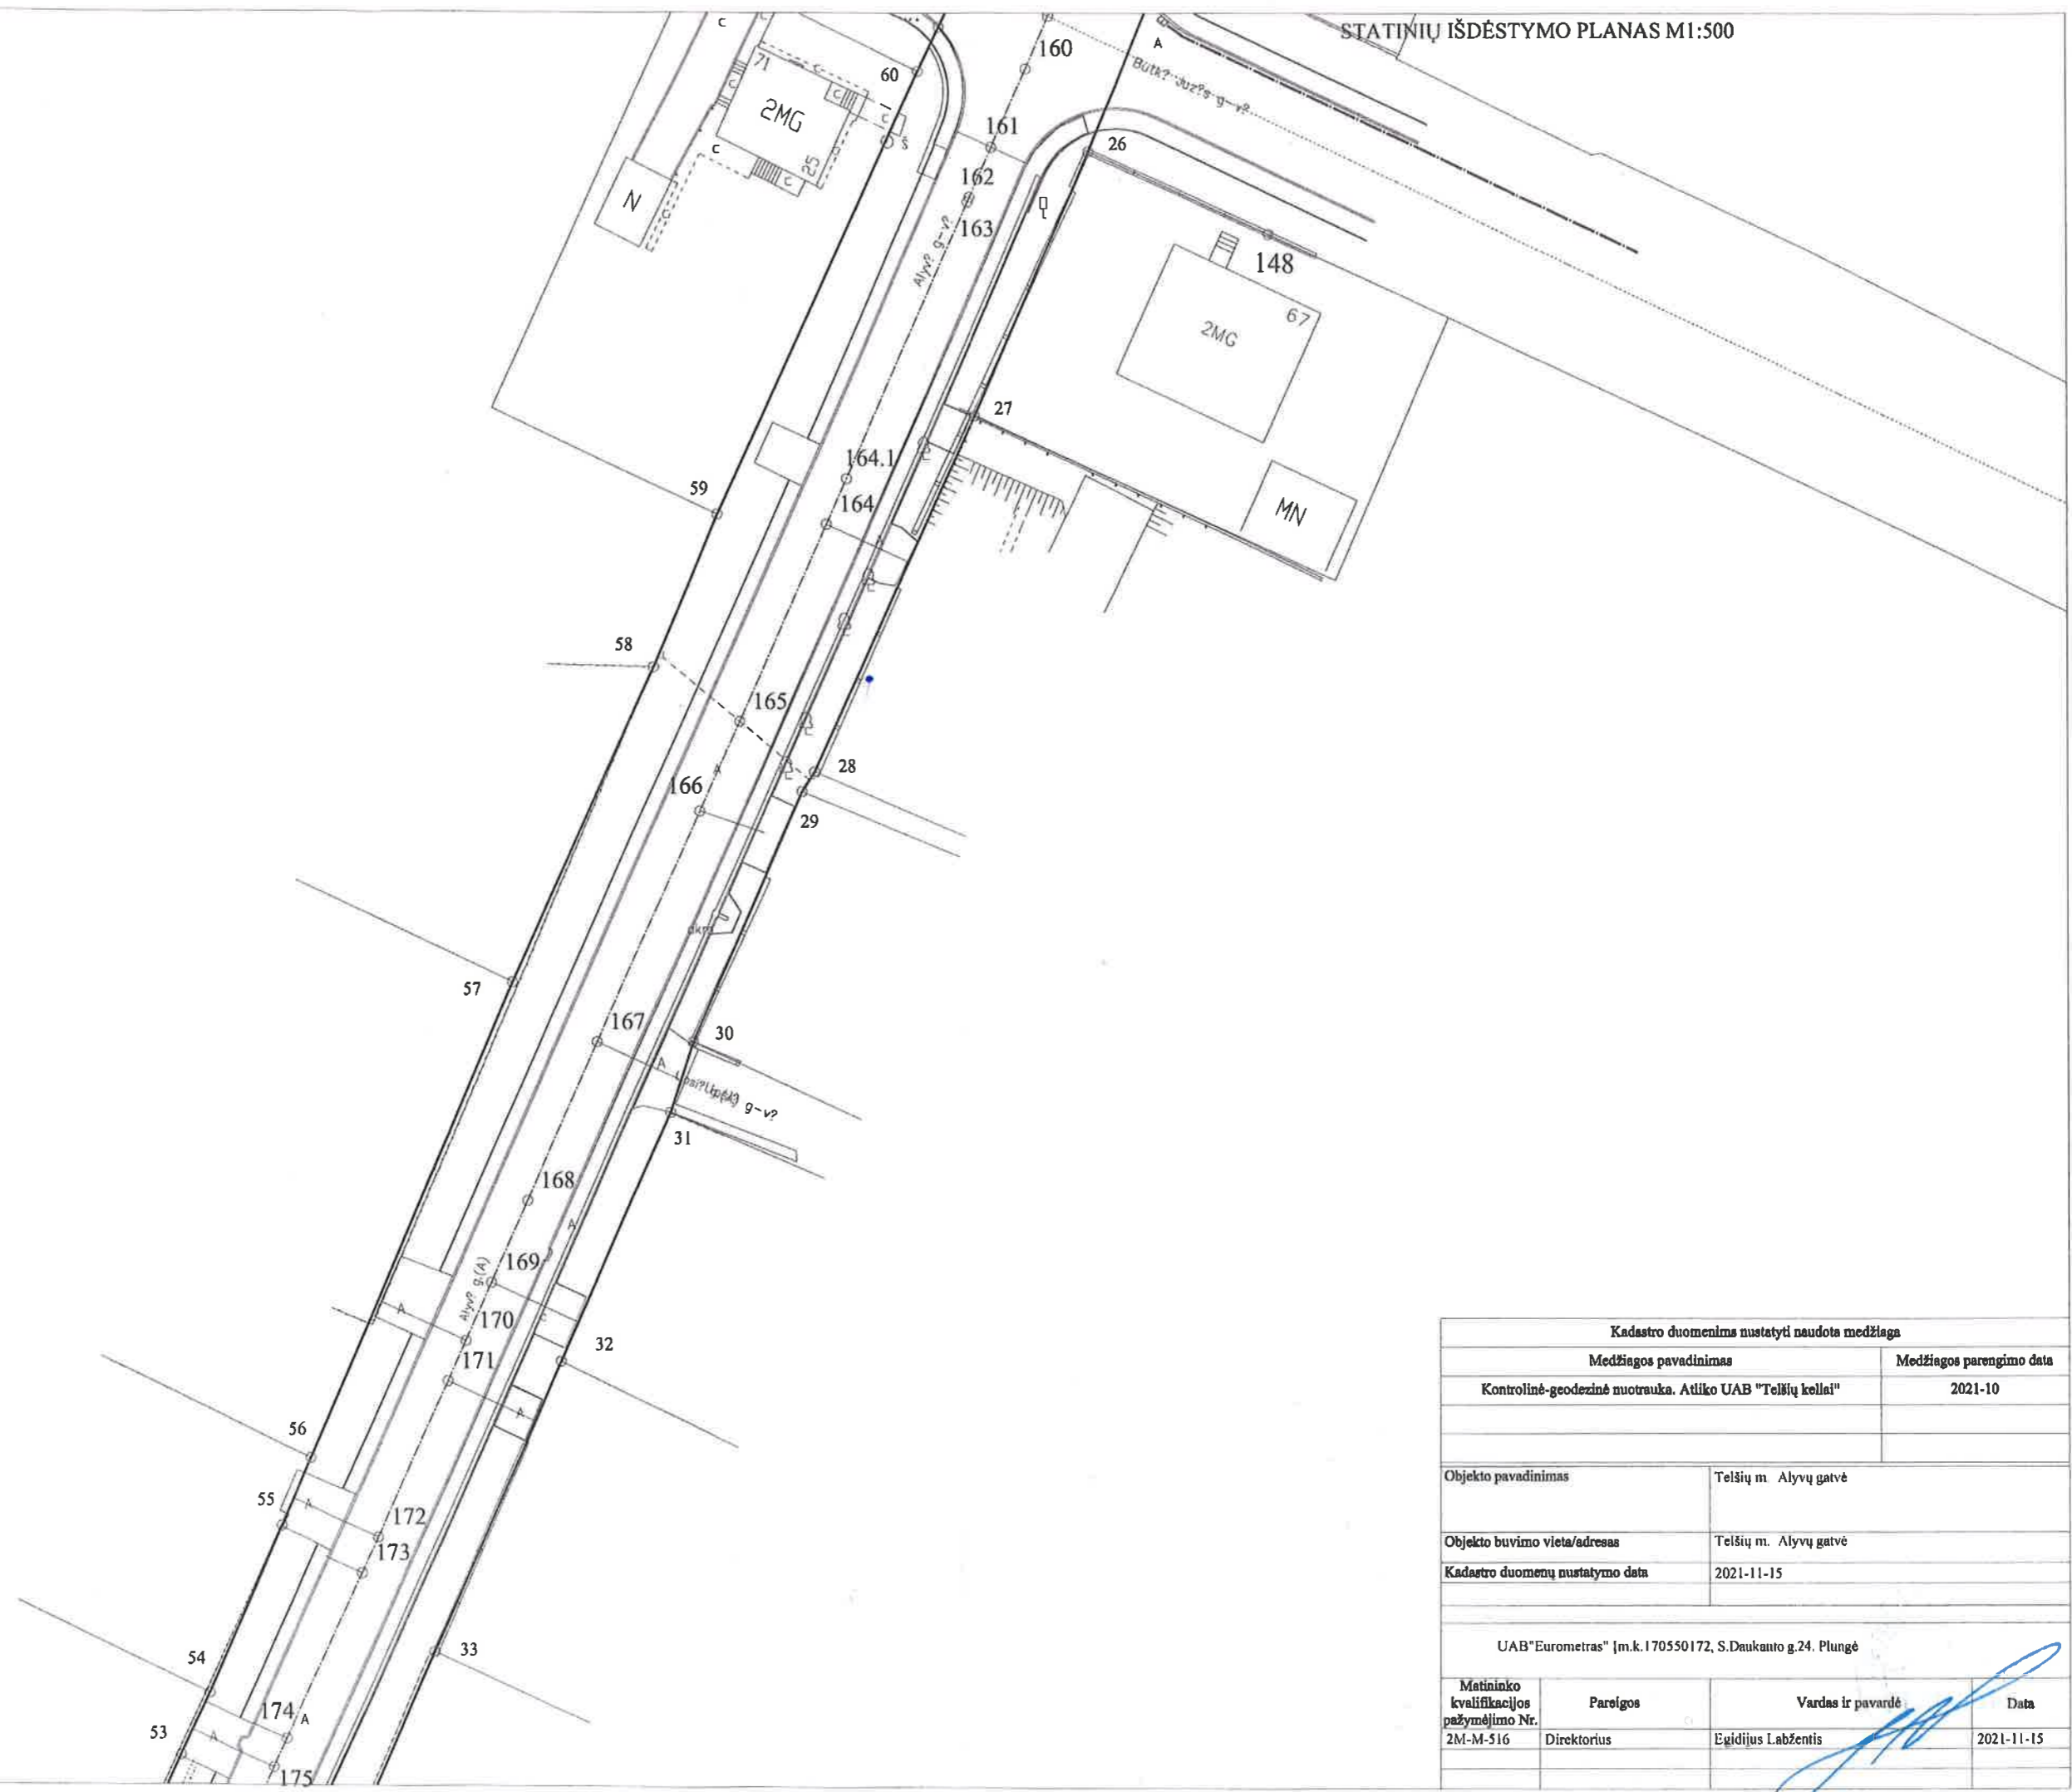 STATINIŲ IŠDĖSTYMO PLANAS M1:500
c
c
71
2MG
c
c
c
25
N
c
60
c
š
160
A
Butk? Juz?s g-v?
161
162
163
Alyv? g-v?
26
148
67
2MG
27
MN
59
164.1
164
A
58
165
28
A
166
29
57
167
30
A
g-v?
31
168
A
169
Alyv? g.(A)
A
170
171
c
32
A
56
55
A
172
173
54
33
174
A
53
A
175
Kadastro duomenims nustatyti naudota medžiaga
Medžiagos pavadinimas
Medžiagos parengimo data
Kontrolinė-geodezinė nuotrauka. Atliko UAB "Telšių keliai"
2021-10
Objekto pavadinimas
Telšių m Alyvų gatvė
Objekto buvimo vieta/adresas
Telšių m. Alyvų gatvė
Kadastro duomenų nustatymo data
2021-11-15
UAB"Eurometras" Įm.k.170550172, S.Daukanto g.24. Plungė
Matininko kvalifikacijos pažymėjimo Nr.
Pareigos
Vardas ir pavardė
Data
2M-M-516
Direktorius
Egidijus Labžentis
2021-11-15